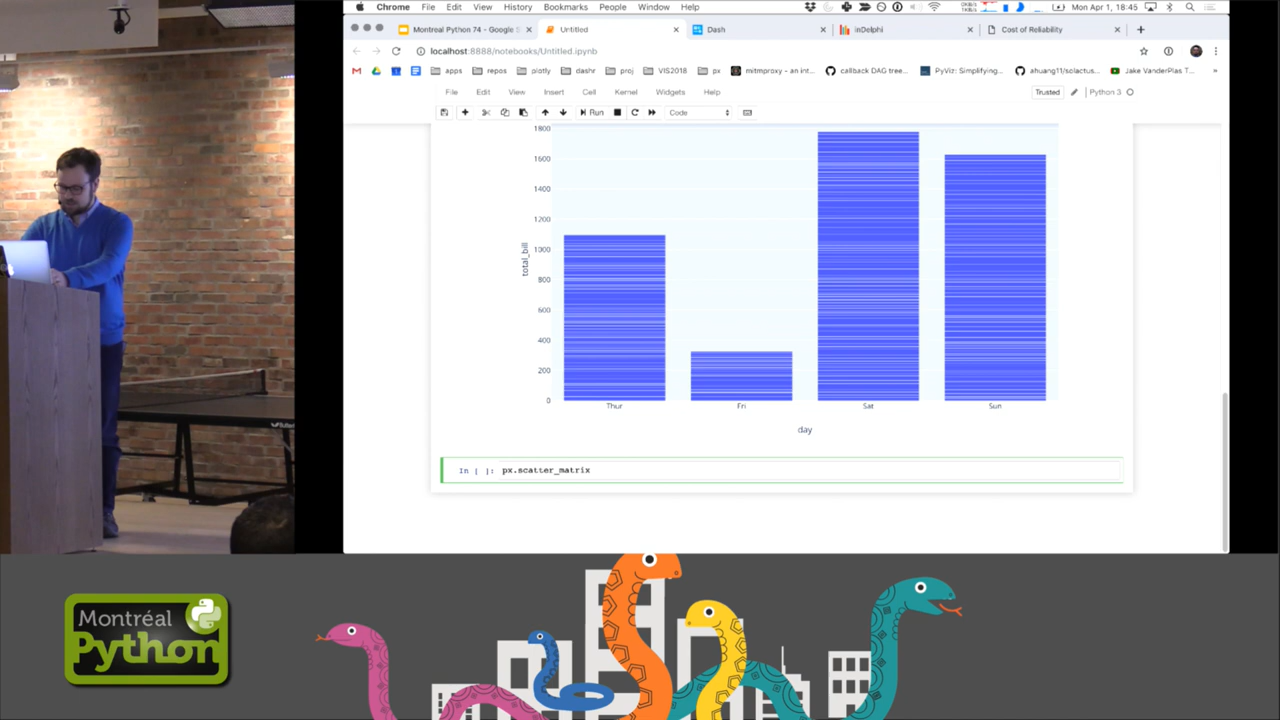 Chrome File Edit View History Bookmarks People Window Help Mon Apr 1, 18:45
Montreal Python 74 - Google S Untitled Dash inDelphi Cost of Reliability
localhost:8888/notebooks/Untitled.ipynb
apps repos plotly dashr proj VIS2018 px mitmproxy - an int... callback DAG tree... PyViz: Simplifying... ahuang11/solactus... Jake VanderPlas T... »
File Edit View Insert Cell Kernel Widgets Help Trusted Python 3
Run Code
1800
1600
1400
1200
1000
800
600
400
200
0
total_bill
Thur Fri Sat Sun
day
In [ ]: px.scatter_matrix
Montréal
Python